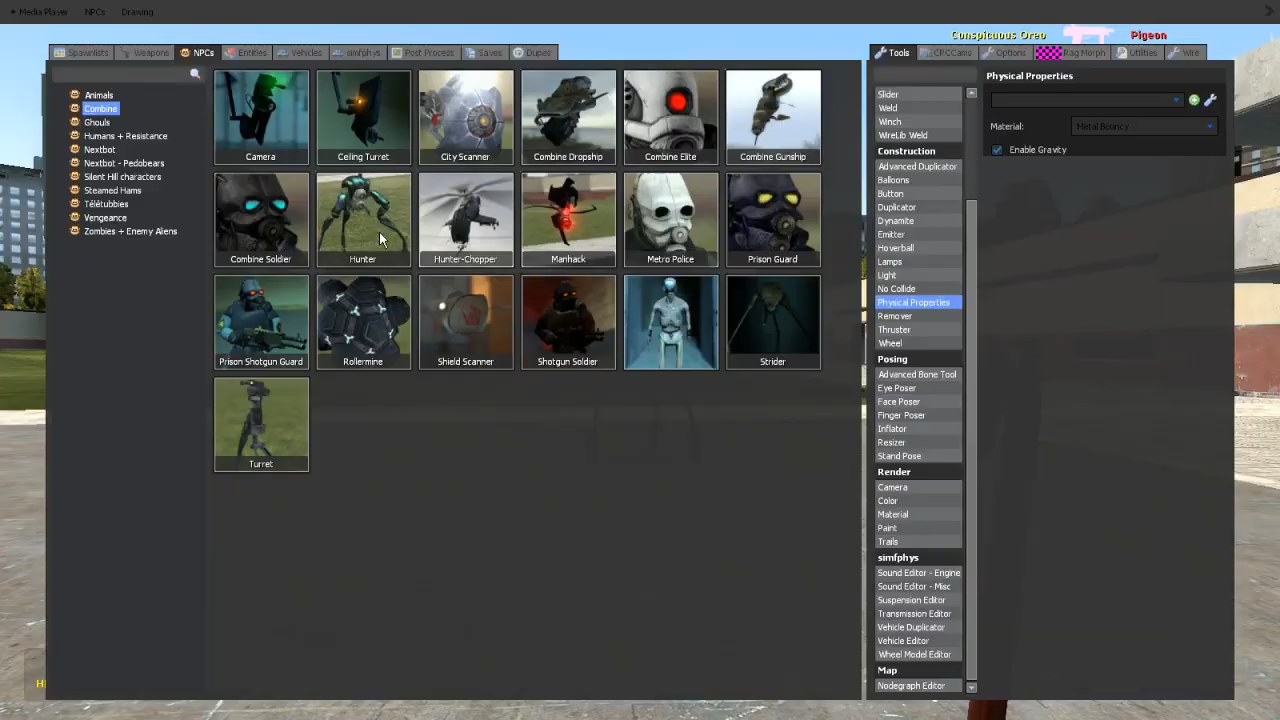 + Media Player NPCs Drawing
Conspicuous Oreo Pigeon
Spawnlists Weapons NPCs Entities Vehicles simfphys Post Process Saves Dupes
Tools CRCCams Options Rag Morph Utilities Wire
Animals
Combine
Ghouls
Humans + Resistance
Nextbot
Nextbot - Pedobears
Silent Hill characters
Steamed Hams
Télétubbies
Vengeance
Zombies + Enemy Aliens
Camera Ceiling Turret City Scanner Combine Dropship Combine Elite Combine Gunship
Combine Soldier Hunter Hunter-Chopper Manhack Metro Police Prison Guard
Prison Shotgun Guard Rollermine Shield Scanner Shotgun Soldier Strider
Turret
Slider
Weld
Winch
WireLib Weld
Construction
Advanced Duplicator
Balloons
Button
Duplicator
Dynamite
Emitter
Hoverball
Lamps
Light
No Collide
Physical Properties
Remover
Thruster
Wheel
Posing
Advanced Bone Tool
Eye Poser
Face Poser
Finger Poser
Inflator
Resizer
Stand Pose
Render
Camera
Color
Material
Paint
Trails
simfphys
Sound Editor - Engine
Sound Editor - Misc
Suspension Editor
Transmission Editor
Vehicle Duplicator
Vehicle Editor
Wheel Model Editor
Map
Nodegraph Editor
Physical Properties
Material: Metal Bouncy
Enable Gravity